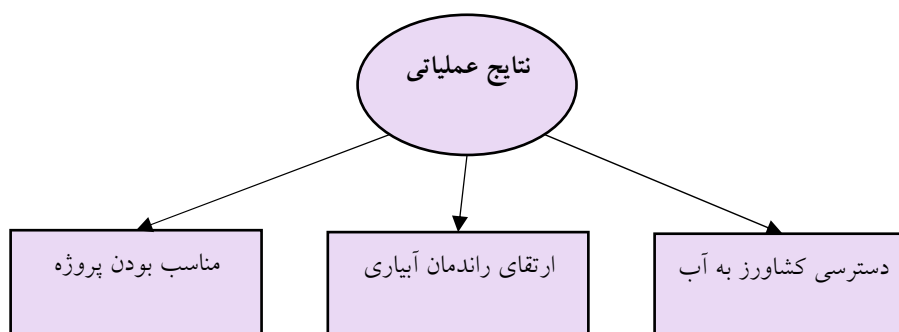 نتایج عملیاتی
دسترسی کشاورز به آب
ارتقای راندمان آبیاری
مناسب بودن پروژه